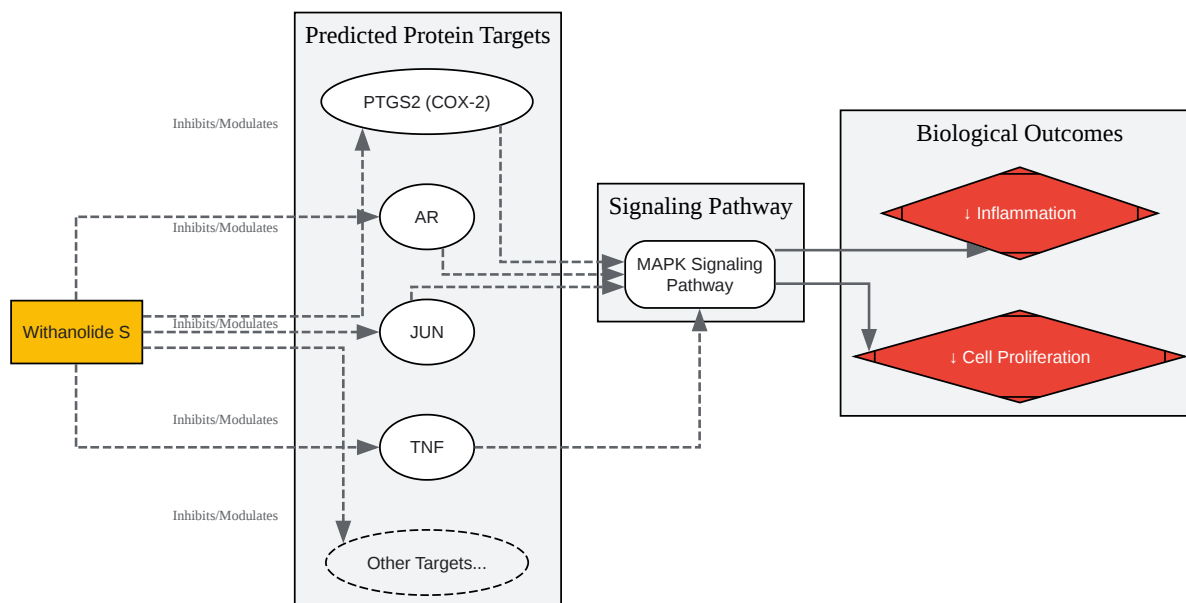 Predicted Protein Targets
PTGS2 (COX-2)
Inhibits/Modulates
Biological Outcomes
AR
Inhibits/Modulates
Signaling Pathway
↓ Inflammation
MAPK Signaling
Pathway
Withanolide S
Inhibits/Modulates
JUN
↓ Cell Proliferation
Inhibits/Modulates
TNF
Inhibits/Modulates
Other Targets...